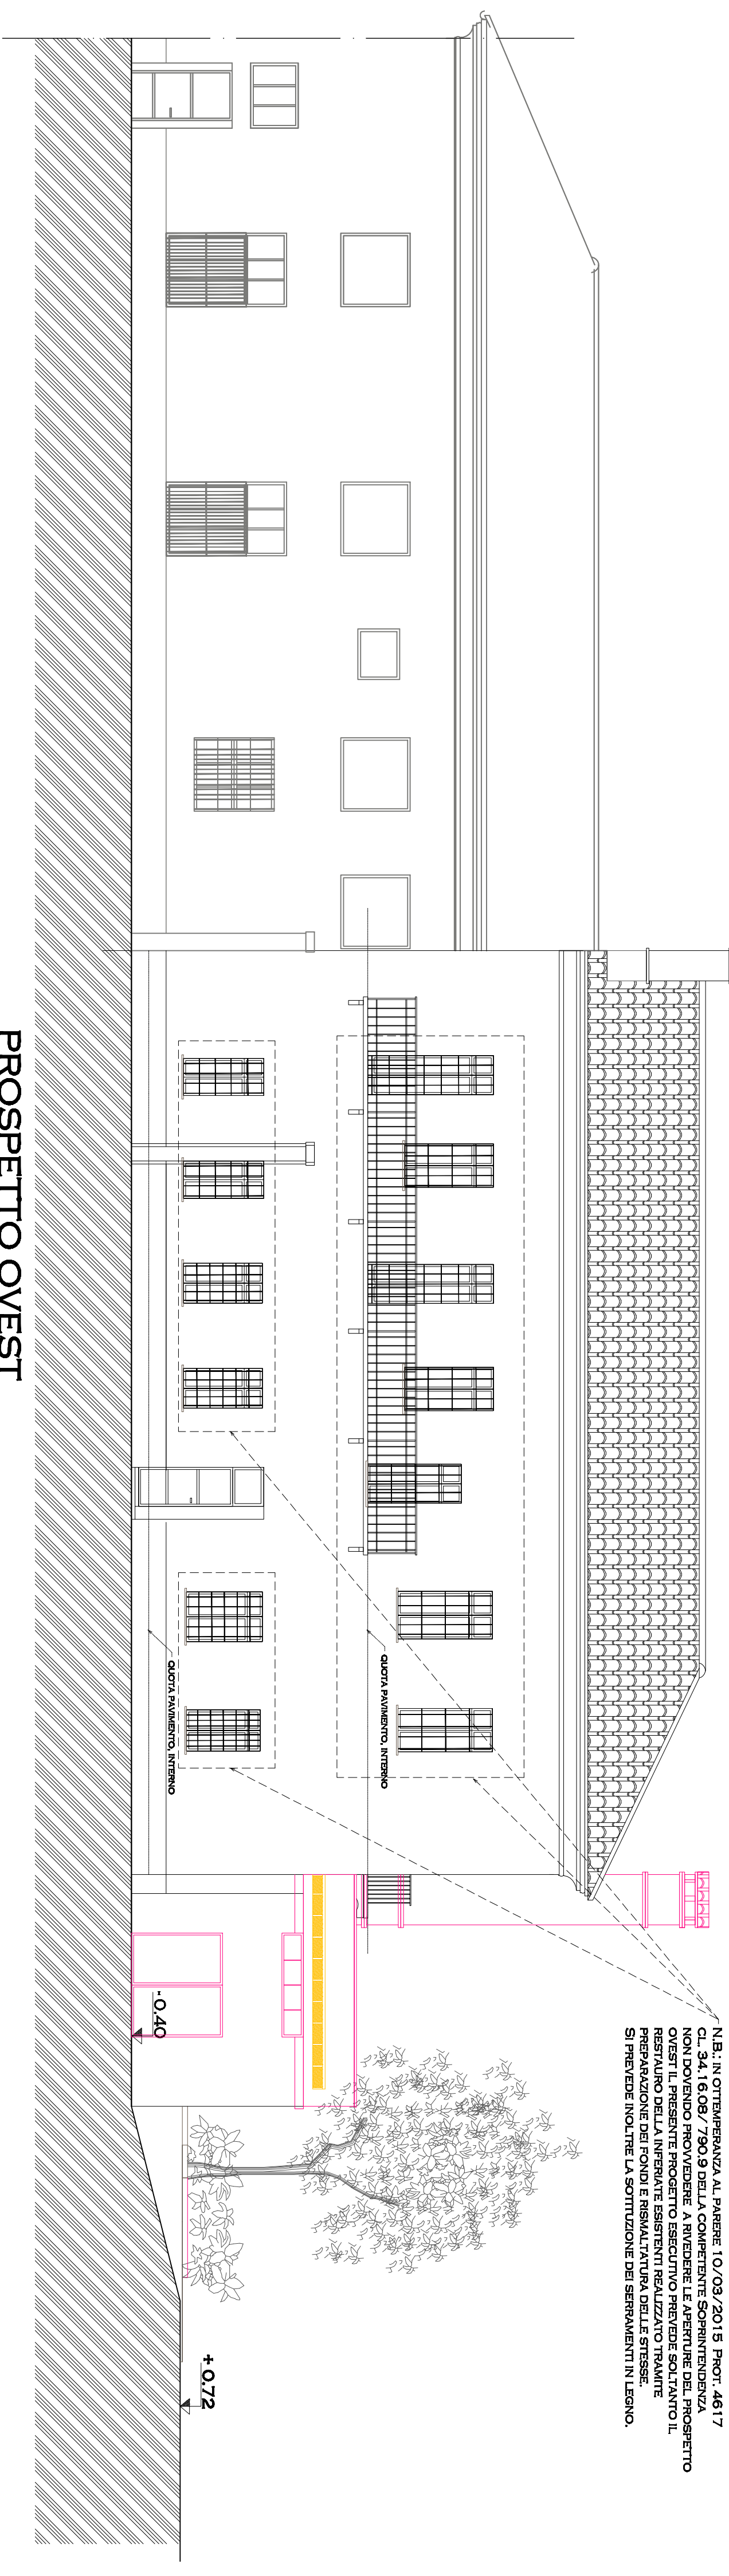 N.B.: IN OTTEMPERANZA AL PARERE 10/03/2015 PROT. 4617
CL. 34.16.08/ 790.9 DELLA COMPETENTE SOPRINTENDENZA
NON DOVENDO PROVVEDERE A RIVEDERE LE APERTURE DEL PROSPETTO
OVEST IL PRESENTE PROGETTO ESECUTIVO PREVEDE SOLTANTO IL
RESTAURO DELLA INFERIATE ESISTENTI REALIZZATO TRAMITE
PREPARAZIONE DEI FONDI E RISMALTATURA DELLE STESSE.
SI PREVEDE INOLTRE LA SOTITUZIONE DEI SERRAMENTI IN LEGNO.
QUOTA PAVIMENTO, INTERNO
QUOTA PAVIMENTO, INTERNO
- 0.40
+ 0.72
PROSPETTO OVEST